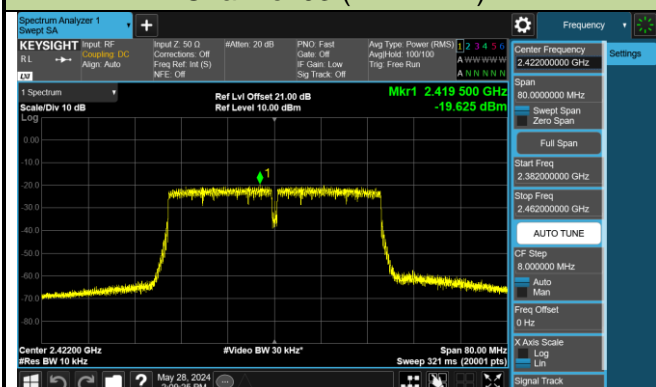 Spectrum Analyzer 1
Swept SA
+
Frequency
KEYSIGHT
RL
Input: RF
Coupling: DC
Align: Auto
Input Z: 50 Ω
Corrections: Off
Freq Ref: Int (S)
NFE: Off
#Atten: 20 dB
PNO: Fast
Gate: Off
IF Gain: Low
Sig Track: Off
Avg Type: Power (RMS)
Avg|Hold: 100/100
Trig: Free Run
1 2 3 4 5 6
A W W W W W
A N N N N N
1 Spectrum
Scale/Div 10 dB
Ref Lvl Offset 21.00 dB
Ref Level 10.00 dBm
Mkr1 2.419 500 GHz
-19.625 dBm
Log
0.00
-10.0
-20.0
-30.0
-40.0
-50.0
-60.0
-70.0
-80.0
1
Center 2.42200 GHz
#Res BW 10 kHz
#Video BW 30 kHz*
Span 80.00 MHz
Sweep 321 ms (20001 pts)
May 28, 2024
Center Frequency
2.422000000 GHz
Settings
Span
80.0000000 MHz
Swept Span
Zero Span
Full Span
Start Freq
2.382000000 GHz
Stop Freq
2.462000000 GHz
AUTO TUNE
CF Step
8.000000 MHz
Auto
Man
Freq Offset
0 Hz
X Axis Scale
Log
Lin
Signal Track